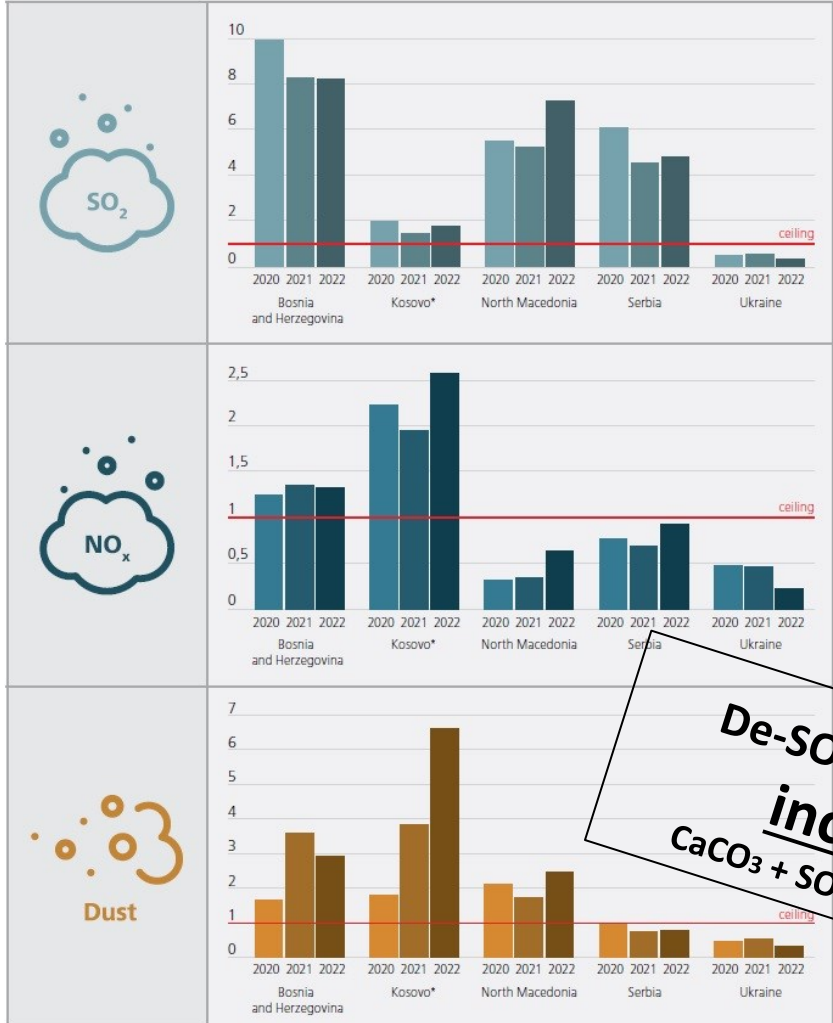 SO2
10
8
6
4
2
0
ceiling
2020 2021 2022 2020 2021 2022 2020 2021 2022 2020 2021 2022 2020 2021 2022
Bosnia and Herzegovina Kosovo* North Macedonia Serbia Ukraine
NOx
2,5
2
1,5
1
0,5
0
ceiling
2020 2021 2022 2020 2021 2022 2020 2021 2022 2020 2021 2022 2020 2021 2022
Bosnia and Herzegovina Kosovo* North Macedonia Serbia Ukraine
Dust
7
6
5
4
3
2
1
0
ceiling
2020 2021 2022 2020 2021 2022 2020 2021 2022 2020 2021 2022 2020 2021 2022
Bosnia and Herzegovina Kosovo* North Macedonia Serbia Ukraine
De-SO
CaCO3 + SO